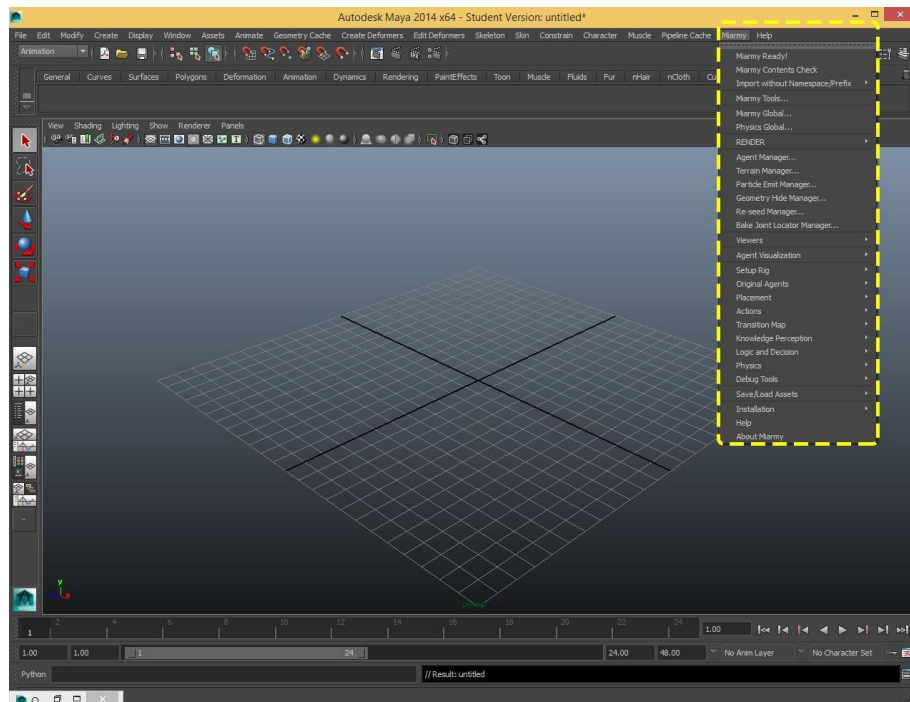 Autodesk Maya 2014 x64 - Student Version: untitled*
File Edit Modify Create Display Window Assets Animate Geometry Cache Create Deformers Edit Deformers Skeleton Skin Constrain Character Muscle Pipeline Cache Miarmy Help
Animation
General Curves Surfaces Polygons Deformation Animation Dynamics Rendering PaintEffects Toon Muscle Fluids Fur nHair nCloth
View Shading Lighting Show Renderer Panels
Miarmy Ready!
Miarmy Contents Check
Import without Namespace/Prefix
Miarmy Tools...
Miarmy Global...
Physics Global...
RENDER
Agent Manager...
Terrain Manager...
Particle Emit Manager...
Geometry Hide Manager...
Re-seed Manager...
Bake Joint Locator Manager...
Viewers
Agent Visualization
Setup Rig
Original Agents
Placement
Actions
Transition Map
Knowledge Perception
Logic and Decision
Physics
Debug Tools
Save/Load Assets
Installation
Help
About Miarmy
y
2 4 6 8 10 12 14 16 18 20 22 24
1 1.00
1.00 1.00 1 24 24.00 48.00 No Anim Layer No Character Set
Python // Result: untitled